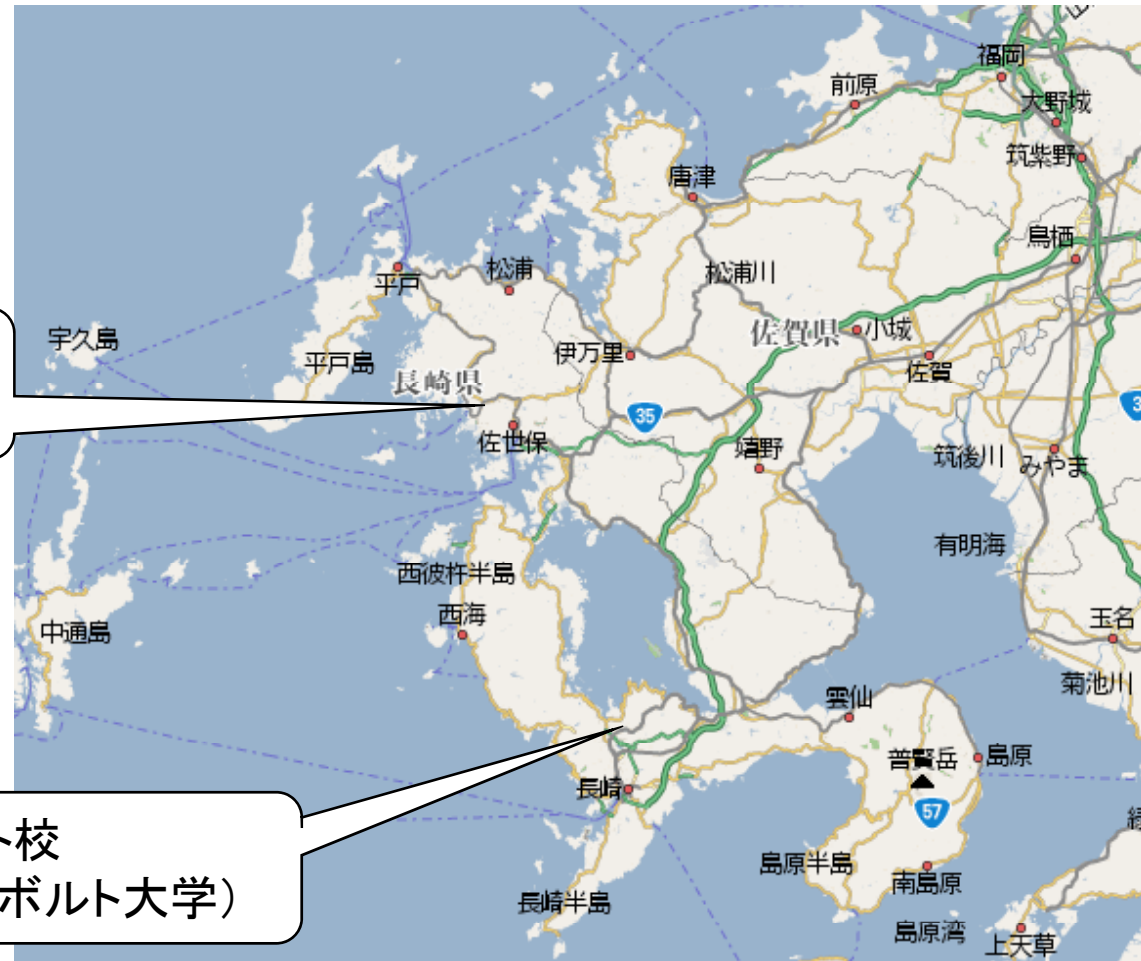 福岡
前原
大野城
筑紫野
唐津
鳥栖
平戸
松浦
松浦川
宇久島
平戸島
伊万里
佐賀県
小城
佐賀
長崎県
35
3
佐世保
嬉野
筑後川
みやま
有明海
西彼杵半島
西海
中通島
玉名
菊池川
雲仙
普賢岳
島原
長崎
57
ト校
ボルト大学）
島原半島
南島原
長崎半島
島原湾
上天草